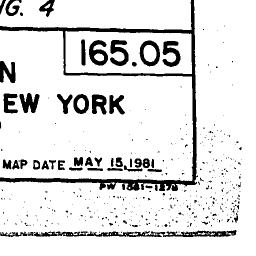 IG. 4
165.05
N
EW YORK
MAP DATE MAY 15, 1981